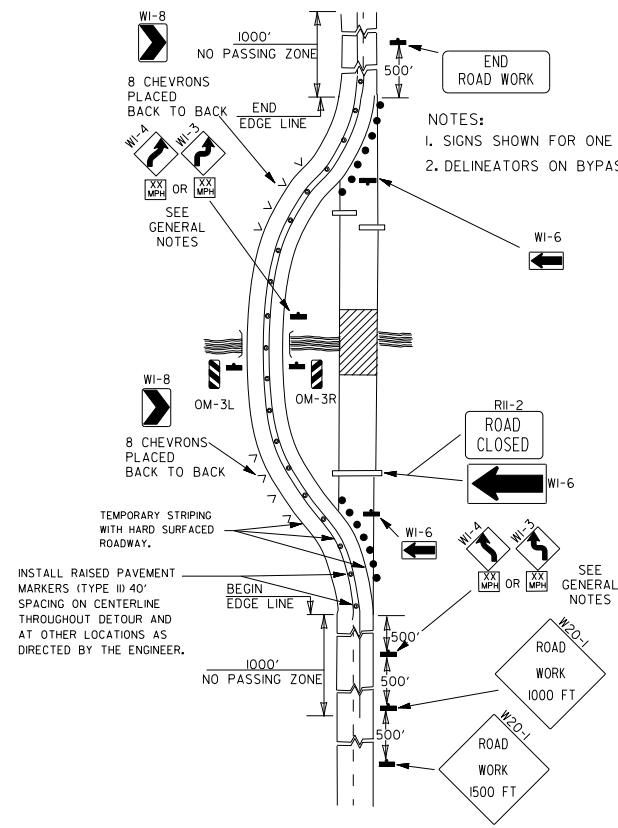 W1-8
1000'
NO PASSING ZONE
500'
END
ROAD WORK
8 CHEVRONS
PLACED
BACK TO BACK
END
EDGE LINE
NOTES:
1. SIGNS SHOWN FOR ONE
2. DELINEATORS ON BYPAS
W1-4
W1-3
XX
MPH
OR
XX
MPH
SEE
GENERAL
NOTES
W1-6
W1-8
OM-3L
OM-3R
R11-2
ROAD
CLOSED
W1-6
8 CHEVRONS
PLACED
BACK TO BACK
TEMPORARY STRIPING
WITH HARD SURFACED
ROADWAY.
W1-6
W1-4
W1-3
XX
MPH
OR
XX
MPH
SEE
GENERAL
NOTES
INSTALL RAISED PAVEMENT
MARKERS (TYPE II) 40'
SPACING ON CENTERLINE
THROUGHOUT DETOUR AND
AT OTHER LOCATIONS AS
DIRECTED BY THE ENGINEER.
BEGIN
EDGE LINE
1000'
NO PASSING ZONE
500'
500'
500'
W20-1
ROAD
WORK
1000 FT
W20-1
ROAD
WORK
1500 FT